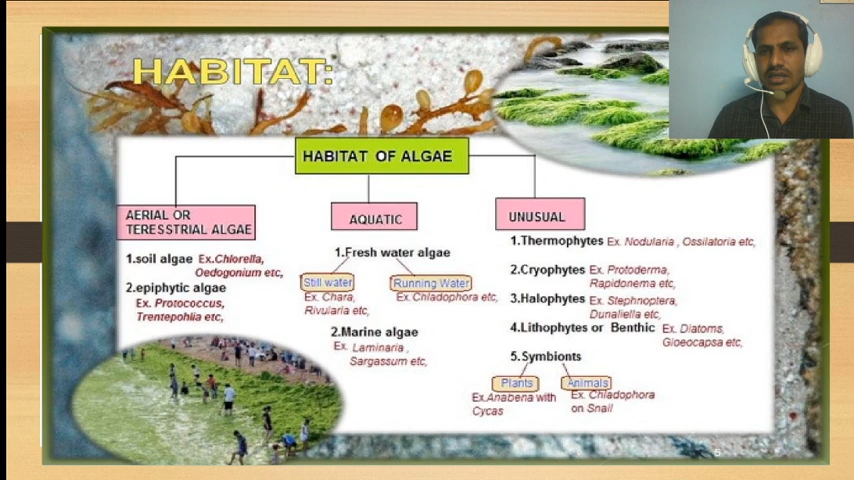 HABITAT:
HABITAT OF ALGAE
AERIAL OR
TERESSTRIAL ALGAE
1.soil algae Ex.Chlorella,
Oedogonium etc,
2.epiphytic algae
Ex. Protococcus,
Trentepohlia etc,
AQUATIC
1.Fresh water algae
Still water
Ex. Chara,
Rivularia etc,
Running Water
Ex.Chladophora etc,
2.Marine algae
Ex. Laminaria ,
Sargassum etc,
UNUSUAL
1.Thermophytes Ex. Nodularia , Ossilatoria etc,
2.Cryophytes Ex. Protoderma,
Rapidonema etc,
3.Halophytes Ex. Stephnoptera,
Dunaliella etc,
4.Lithophytes or Benthic Ex. Diatoms,
Gioeocapsa etc,
5.Symbionts
Plants
Ex.Anabena with
Cycas
Animals
Ex. Chladophora
on Snail